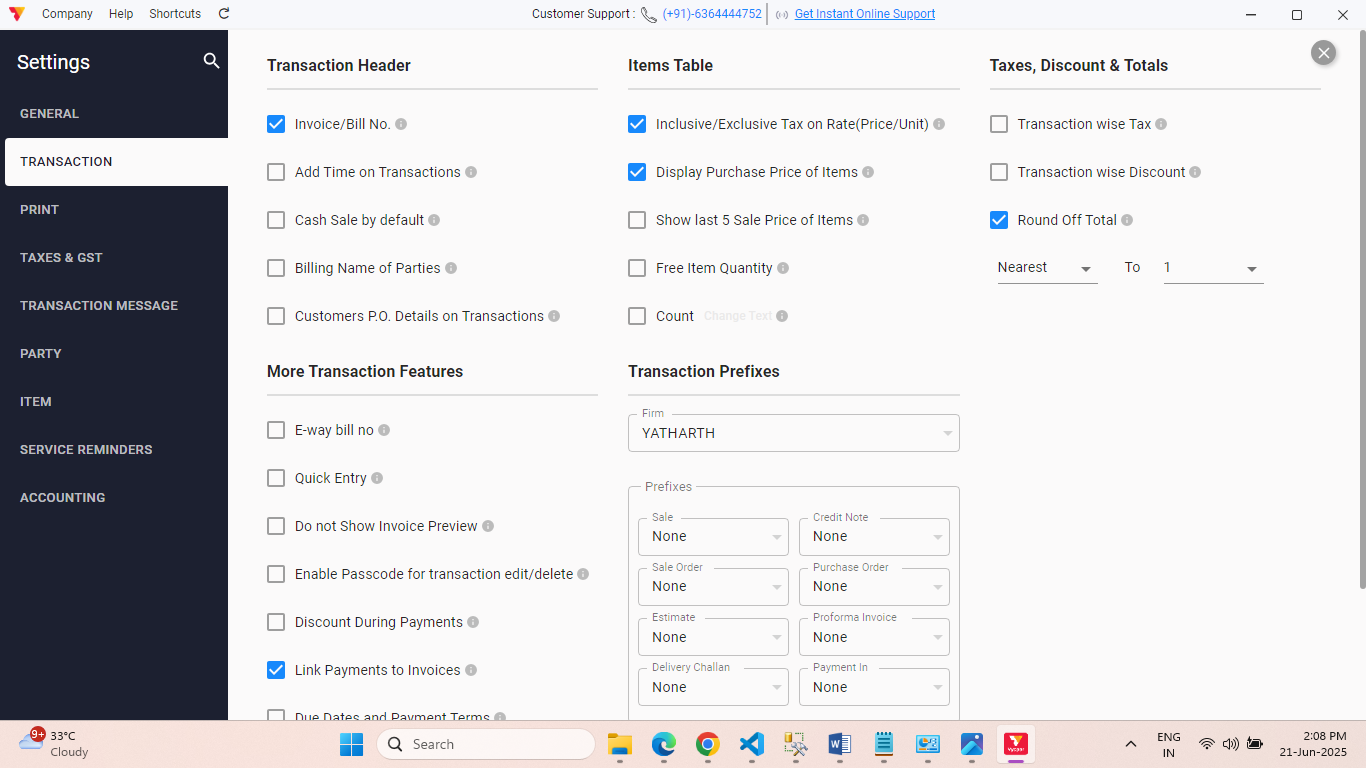 Company Help Shortcuts
Customer Support : (+91)-6364444752 Get Instant Online Support
Settings
GENERAL
TRANSACTION
PRINT
TAXES & GST
TRANSACTION MESSAGE
PARTY
ITEM
SERVICE REMINDERS
ACCOUNTING
Transaction Header
Invoice/Bill No.
Add Time on Transactions
Cash Sale by default
Billing Name of Parties
Customers P.O. Details on Transactions
Items Table
Inclusive/Exclusive Tax on Rate(Price/Unit)
Display Purchase Price of Items
Show last 5 Sale Price of Items
Free Item Quantity
Count Change Text
Taxes, Discount & Totals
Transaction wise Tax
Transaction wise Discount
Round Off Total
Nearest To 1
More Transaction Features
E-way bill no
Quick Entry
Do not Show Invoice Preview
Enable Passcode for transaction edit/delete
Discount During Payments
Link Payments to Invoices
Due Dates and Payment Terms
Transaction Prefixes
Firm
YATHARTH
Prefixes
Sale
None
Credit Note
None
Sale Order
None
Purchase Order
None
Estimate
None
Proforma Invoice
None
Delivery Challan
None
Payment In
None
9+
33°C
Cloudy
Search
Vyapar
ENG
IN
2:08 PM
21-Jun-2025